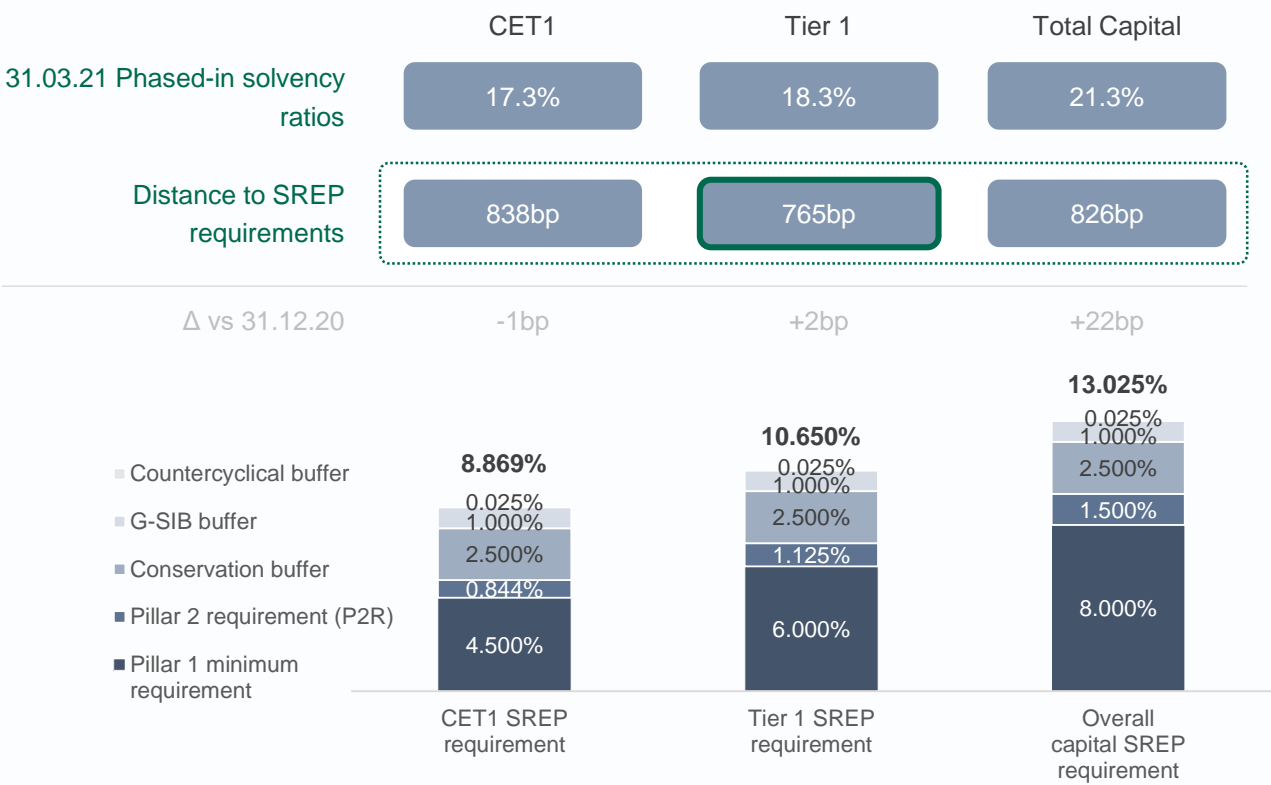 CET1 Tier 1 Total Capital
31.03.21 Phased-in solvency
ratios
17.3% 18.3% 21.3%
Distance to SREP
requirements
838bp 765bp 826bp
Δ vs 31.12.20 -1bp +2bp +22bp
Countercyclical buffer
G-SIB buffer
Conservation buffer
Pillar 2 requirement (P2R)
Pillar 1 minimum
requirement
8.869%
0.025%
1.000%
2.500%
0.844%
4.500%
CET1 SREP
requirement
10.650%
0.025%
1.000%
2.500%
1.125%
6.000%
Tier 1 SREP
requirement
13.025%
0.025%
1.000%
2.500%
1.500%
8.000%
Overall
capital SREP
requirement